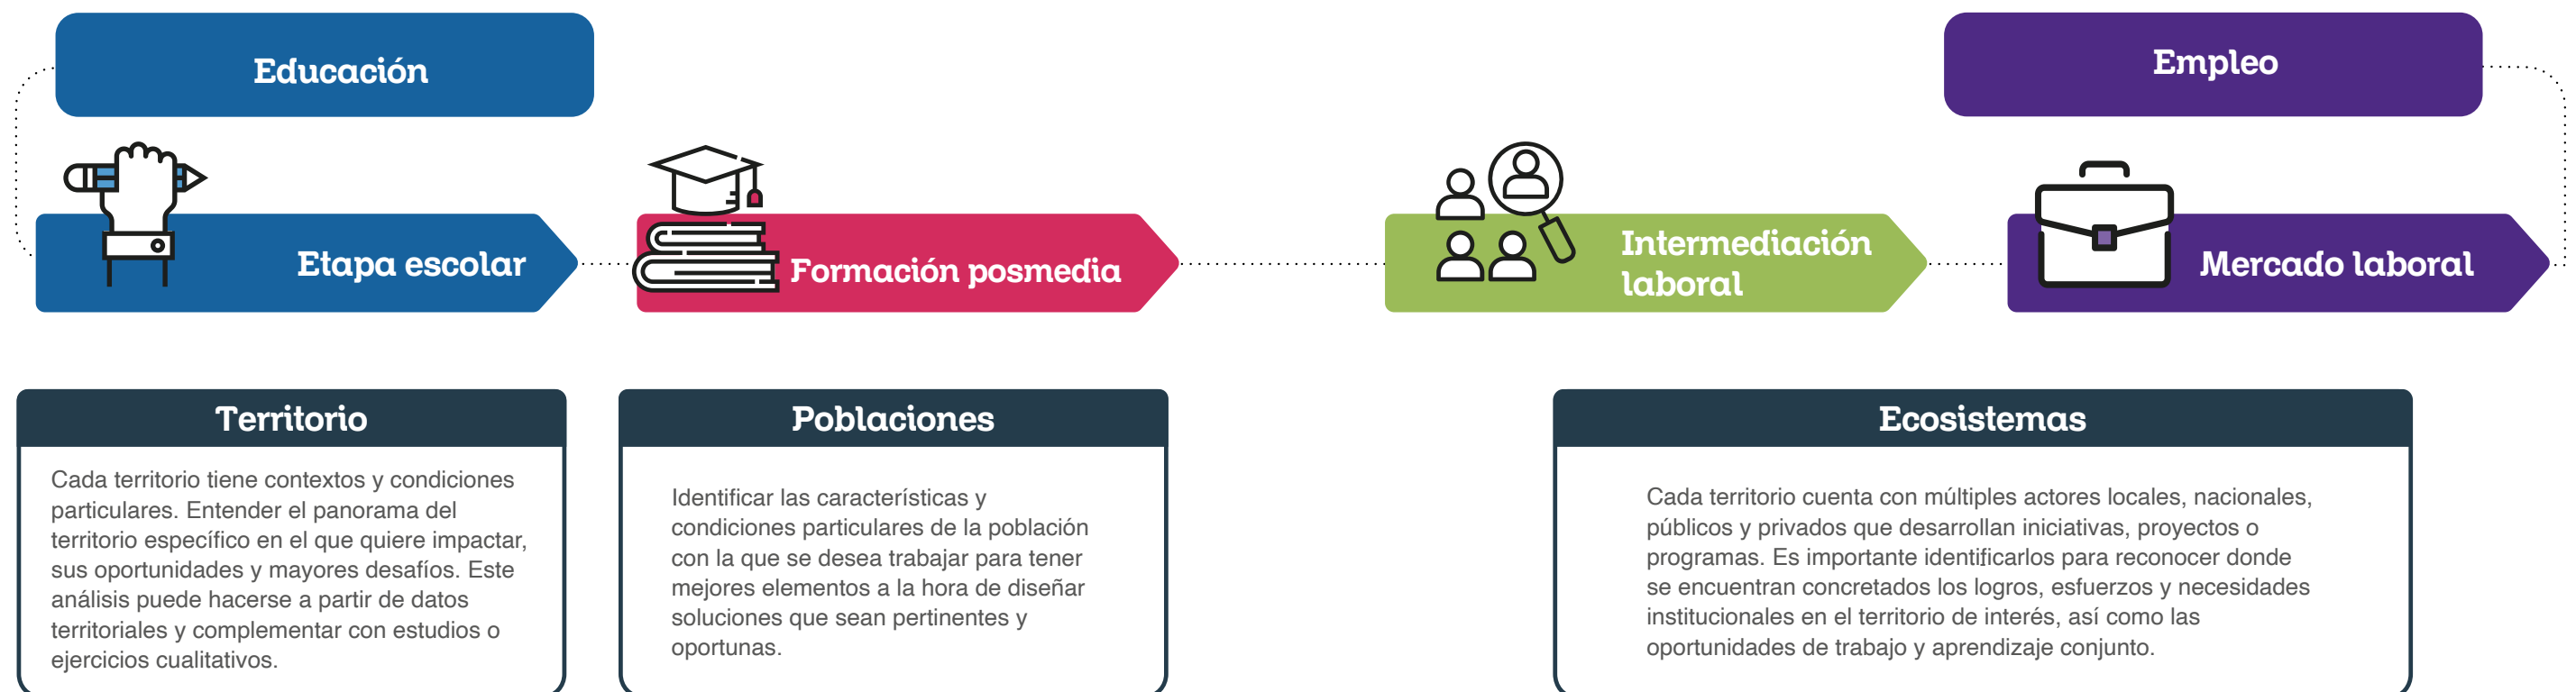 Educación
Empleo
Etapa escolar
Formación posmedia
Intermediación
laboral
Mercado laboral
Territorio
Cada territorio tiene contextos y condiciones
particulares. Entender el panorama del
territorio específico en el que quiere impactar,
sus oportunidades y mayores desafíos. Este
análisis puede hacerse a partir de datos
territoriales y complementar con estudios o
ejercicios cualitativos.
Poblaciones
Identificar las características y
condiciones particulares de la población
con la que se desea trabajar para tener
mejores elementos a la hora de diseñar
soluciones que sean pertinentes y
oportunas.
Ecosistemas
Cada territorio cuenta con múltiples actores locales, nacionales,
públicos y privados que desarrollan iniciativas, proyectos o
programas. Es importante identificarlos para reconocer donde
se encuentran concretados los logros, esfuerzos y necesidades
institucionales en el territorio de interés, así como las
oportunidades de trabajo y aprendizaje conjunto.